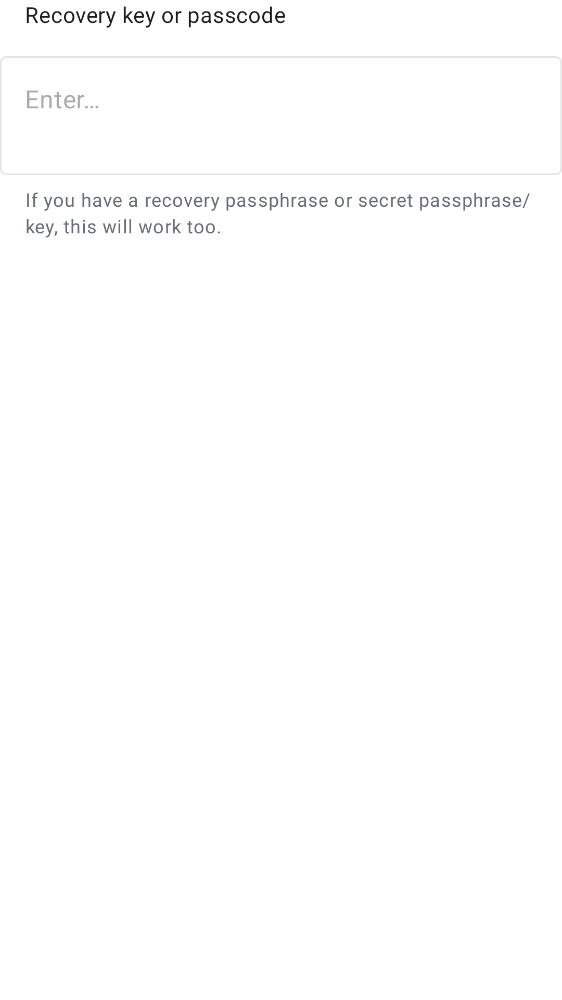 Recovery key or passcode
Enter…
If you have a recovery passphrase or secret passphrase/
key, this will work too.